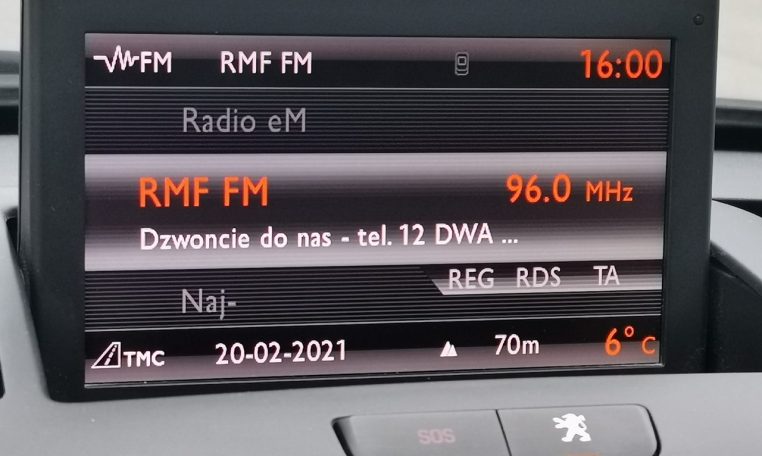 FM RMF FM 16:00
Radio eM
RMF FM 96.0 MHz
Dzwoncie do nas - tel. 12 DWA ...
REG RDS TA
Naj-
TMC 20-02-2021 70m 6°C
SOS